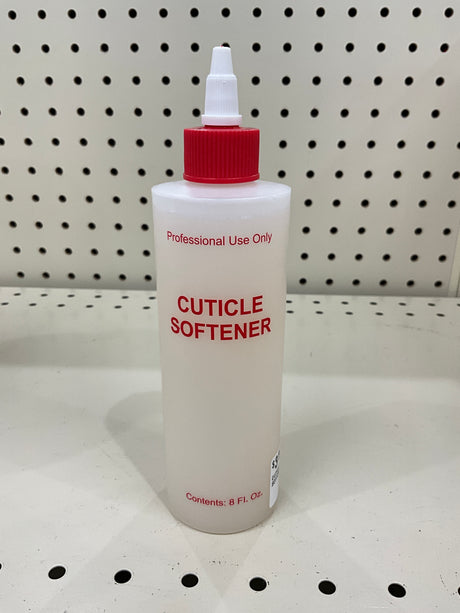 Professional Use Only
CUTICLE
SOFTENER
Contents: 8 Fl. Oz.